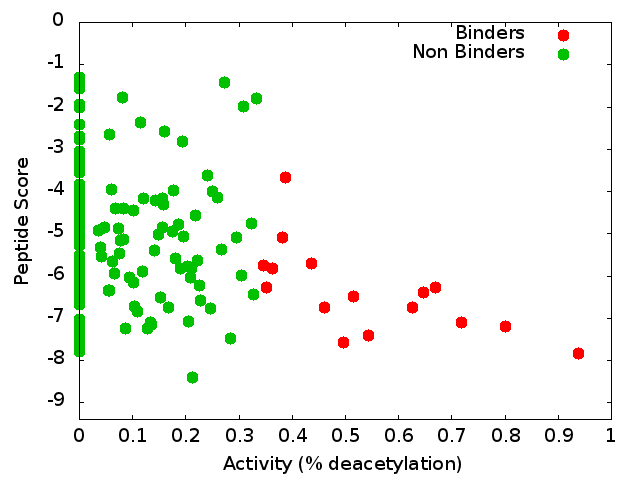 0
-1
-2
-3
-4
-5
-6
-7
-8
-9
Peptide Score
Binders
Non Binders
0 0.1 0.2 0.3 0.4 0.5 0.6 0.7 0.8 0.9 1
Activity (% deacetylation)